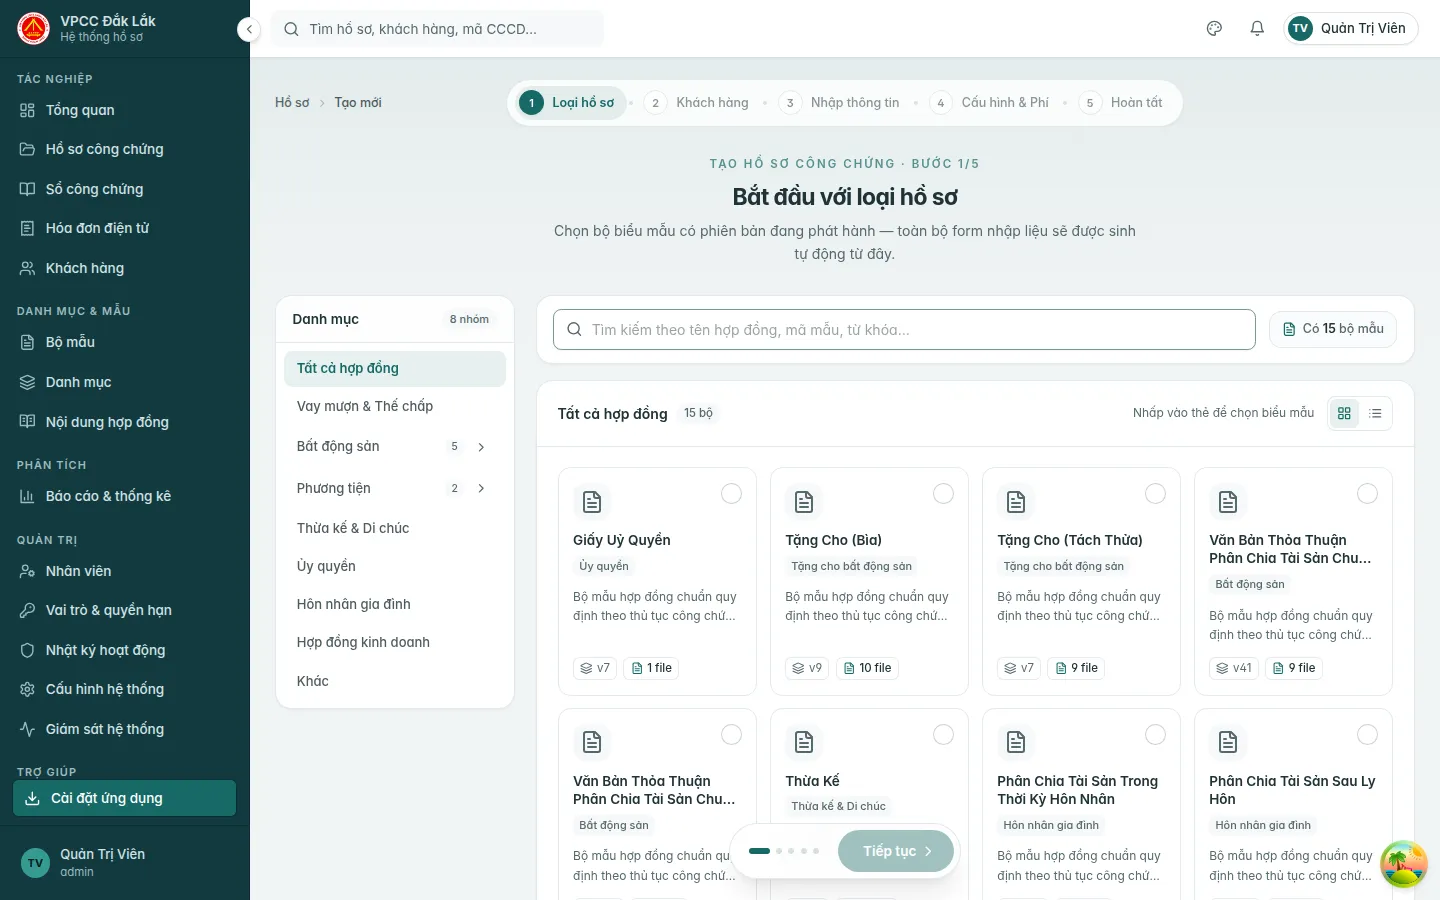 VPCC Đắk Lắk
Hệ thống hồ sơ
TÁC NGHIỆP
Tổng quan
Hồ sơ công chứng
Sổ công chứng
Hóa đơn điện tử
Khách hàng
DANH MỤC & MẪU
Bộ mẫu
Danh mục
Nội dung hợp đồng
PHÂN TÍCH
Báo cáo & thống kê
QUẢN TRỊ
Nhân viên
Vai trò & quyền hạn
Nhật ký hoạt động
Cấu hình hệ thống
Giám sát hệ thống
TRỢ GIÚP
Cài đặt ứng dụng
TV
Quản Trị Viên
admin
Tìm hồ sơ, khách hàng, mã CCCD...
TV Quản Trị Viên
Hồ sơ Tạo mới
1 Loại hồ sơ 2 Khách hàng 3 Nhập thông tin 4 Cấu hình & Phí 5 Hoàn tất
TẠO HỒ SƠ CÔNG CHỨNG · BƯỚC 1/5
Bắt đầu với loại hồ sơ
Chọn bộ biểu mẫu có phiên bản đang phát hành — toàn bộ form nhập liệu sẽ được sinh
tự động từ đây.
Danh mục 8 nhóm
Tất cả hợp đồng
Vay mượn & Thế chấp
Bất động sản 5
Phương tiện 2
Thừa kế & Di chúc
Ủy quyền
Hôn nhân gia đình
Hợp đồng kinh doanh
Khác
Tìm kiếm theo tên hợp đồng, mã mẫu, từ khóa...
Có 15 bộ mẫu
Tất cả hợp đồng 15 bộ
Nhấp vào thẻ để chọn biểu mẫu
Giấy Uỷ Quyền
Ủy quyền
Bộ mẫu hợp đồng chuẩn quy
định theo thủ tục công chứ...
v7 1 file
Tặng Cho (Bìa)
Tặng cho bất động sản
Bộ mẫu hợp đồng chuẩn quy
định theo thủ tục công chứ...
v9 10 file
Tặng Cho (Tách Thửa)
Tặng cho bất động sản
Bộ mẫu hợp đồng chuẩn quy
định theo thủ tục công chứ...
v7 9 file
Văn Bản Thỏa Thuận
Phân Chia Tài Sản Chu...
Bất động sản
Bộ mẫu hợp đồng chuẩn quy
định theo thủ tục công chứ...
v41 9 file
Văn Bản Thỏa Thuận
Phân Chia Tài Sản Chu...
Bất động sản
Bộ mẫu hợp đồng chuẩn qu
định theo thủ tục công chứ
Thừa Kế
Thừa kế & Di chúc
Phân Chia Tài Sản Trong
Thời Kỳ Hôn Nhân
Hôn nhân gia đình
Bộ mẫu hợp đồng chuẩn quy
định theo thủ tục công chứ...
Phân Chia Tài Sản Sau Ly
Hôn
Hôn nhân gia đình
Bộ mẫu hợp đồng chuẩn quy
định theo thủ tục công chứ...
Tiếp tục